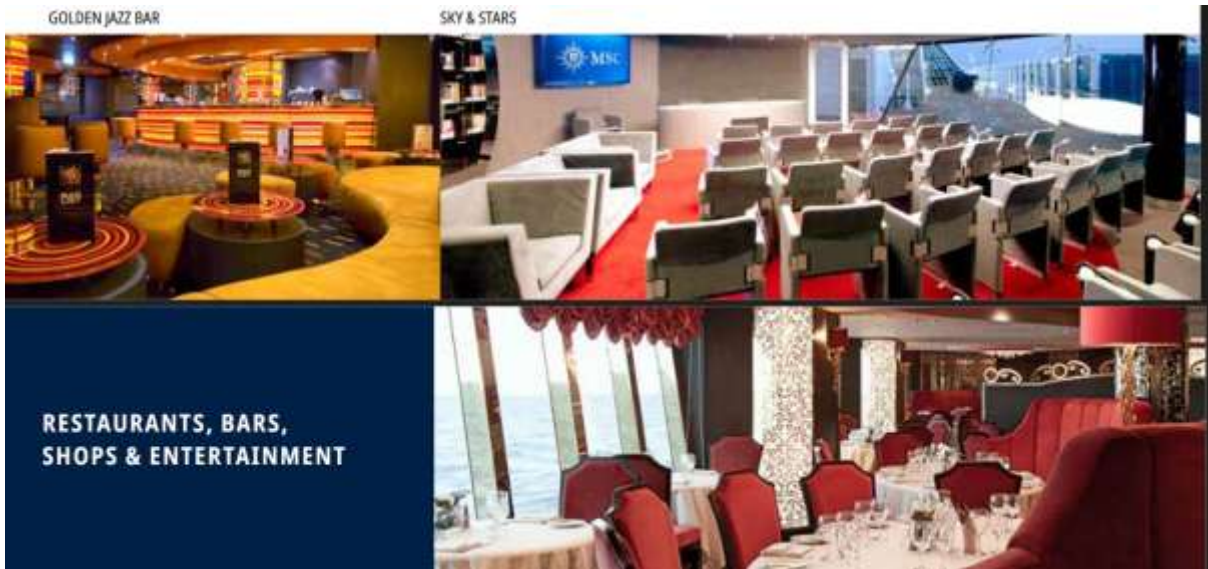 GOLDEN JAZZ BAR
SKY & STARS
MSC
RESTAURANTS, BARS,
SHOPS & ENTERTAINMENT